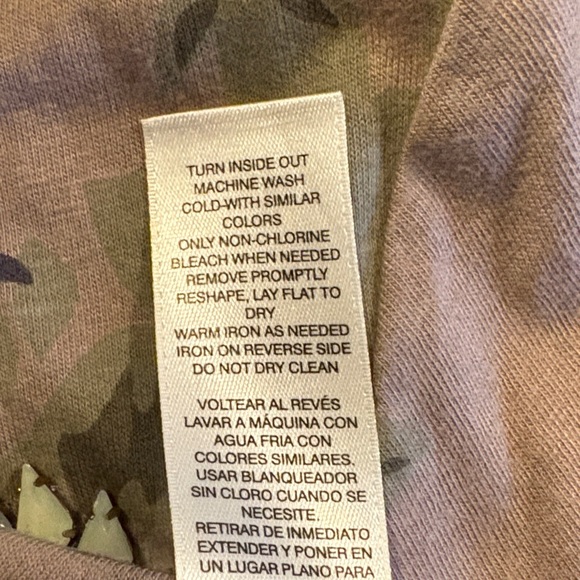 TURN INSIDE OUT
MACHINE WASH
COLD-WITH SIMILAR
COLORS
ONLY NON-CHLORINE
BLEACH WHEN NEEDED
REMOVE PROMPTLY
RESHAPE, LAY FLAT TO
DRY
WARM IRON AS NEEDED
IRON ON REVERSE SIDE
DO NOT DRY CLEAN
VOLTEAR AL REVÉS
LAVAR A MÁQUINA CON
AGUA FRIA CON
COLORES SIMILARES.
USAR BLANQUEADOR
SIN CLORO CUANDO SE
NECESITE.
RETIRAR DE INMEDIATO
EXTENDER Y PONER EN
UN LUGAR PLANO PARA